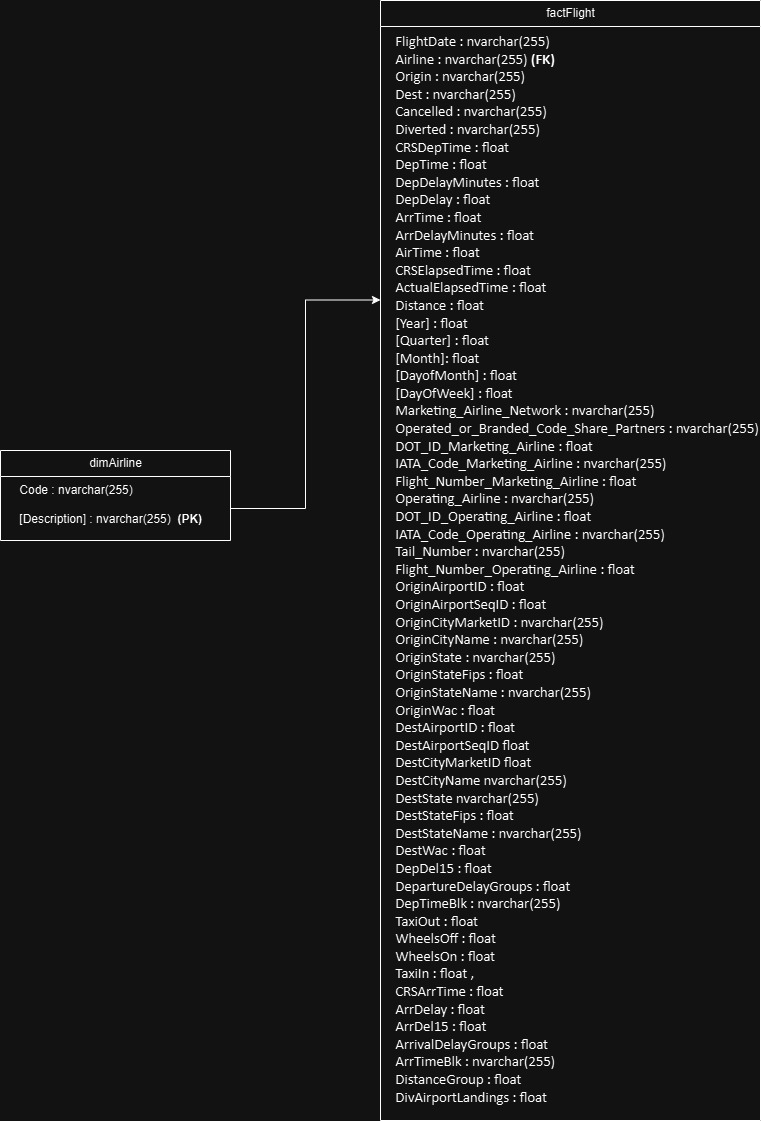 factFlight
FlightDate : nvarchar(255)
Airline : nvarchar(255) (FK)
Origin : nvarchar(255)
Dest : nvarchar(255)
Cancelled : nvarchar(255)
Diverted : nvarchar(255)
CRSDepTime : float
DepTime : float
DepDelayMinutes : float
DepDelay : float
ArrTime : float
ArrDelayMinutes : float
AirTime : float
CRSElapsedTime : float
ActualElapsedTime : float
Distance : float
[Year] : float
[Quarter] : float
[Month]: float
[DayofMonth] : float
[DayOfWeek] : float
Marketing_Airline_Network : nvarchar(255)
Operated_or_Branded_Code_Share_Partners : nvarchar(255)
DOT_ID_Marketing_Airline : float
IATA_Code_Marketing_Airline : nvarchar(255)
Flight_Number_Marketing_Airline : float
Operating_Airline : nvarchar(255)
DOT_ID_Operating_Airline : float
IATA_Code_Operating_Airline : nvarchar(255)
Tail_Number : nvarchar(255)
Flight_Number_Operating_Airline : float
OriginAirportID : float
OriginAirportSeqID : float
OriginCityMarketID : nvarchar(255)
OriginCityName : nvarchar(255)
OriginState : nvarchar(255)
OriginStateFips : float
OriginStateName : nvarchar(255)
OriginWac : float
DestAirportID : float
DestAirportSeqID float
DestCityMarketID float
DestCityName nvarchar(255)
DestState nvarchar(255)
DestStateFips : float
DestStateName : nvarchar(255)
DestWac : float
DepDel15 : float
DepartureDelayGroups : float
DepTimeBlk : nvarchar(255)
TaxiOut : float
WheelsOff : float
WheelsOn : float
TaxiIn : float ,
CRSArrTime : float
ArrDelay : float
ArrDel15 : float
ArrivalDelayGroups : float
ArrTimeBlk : nvarchar(255)
DistanceGroup : float
DivAirportLandings : float
dimAirline
Code : nvarchar(255)
[Description] : nvarchar(255) (PK)